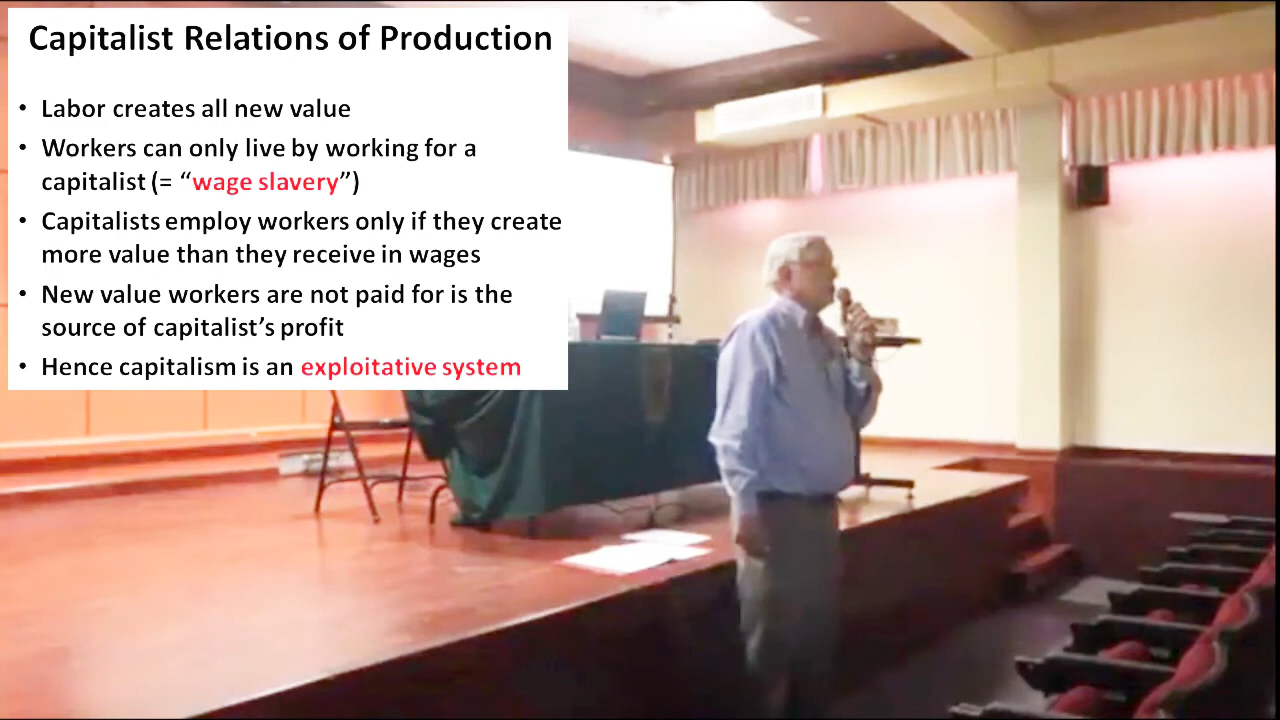 Capitalist Relations of Production
• Labor creates all new value
• Workers can only live by working for a
capitalist (= “wage slavery”)
• Capitalists employ workers only if they create
more value than they receive in wages
• New value workers are not paid for is the
source of capitalist’s profit
• Hence capitalism is an exploitative system